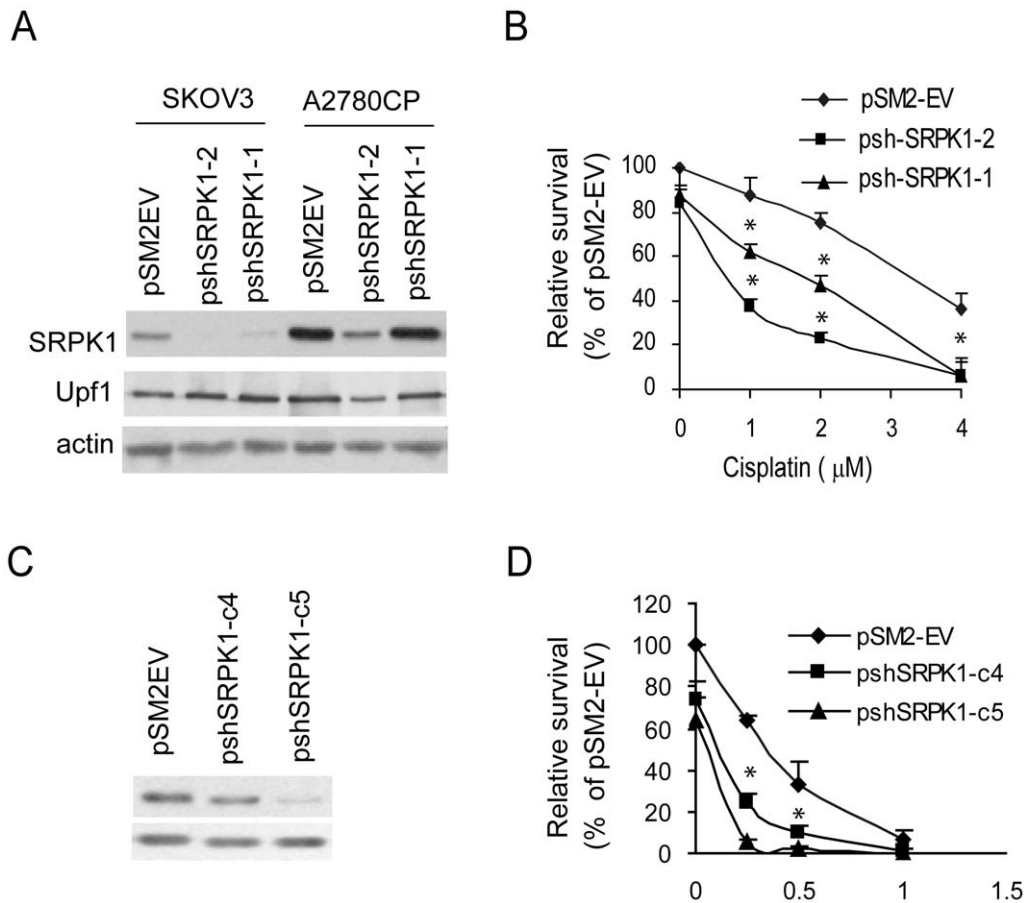 A
SKOV3
A2780CP
pSM2EV
pshSRPK1-2
pshSRPK1-1
pSM2EV
pshSRPK1-2
pshSRPK1-1
SRPK1
Upf1
actin
B
pSM2-EV
psh-SRPK1-2
psh-SRPK1-1
Relative survival
(% of pSM2-EV)
100
80
60
40
20
0
* * * * *
0 1 2 3 4
Cisplatin ( μM)
C
pSM2EV
pshSRPK1-c4
pshSRPK1-c5
D
pSM2-EV
pshSRPK1-c4
pshSRPK1-c5
Relative survival
(% of pSM2-EV)
120
100
80
60
40
20
0
* *
0 0.5 1 1.5